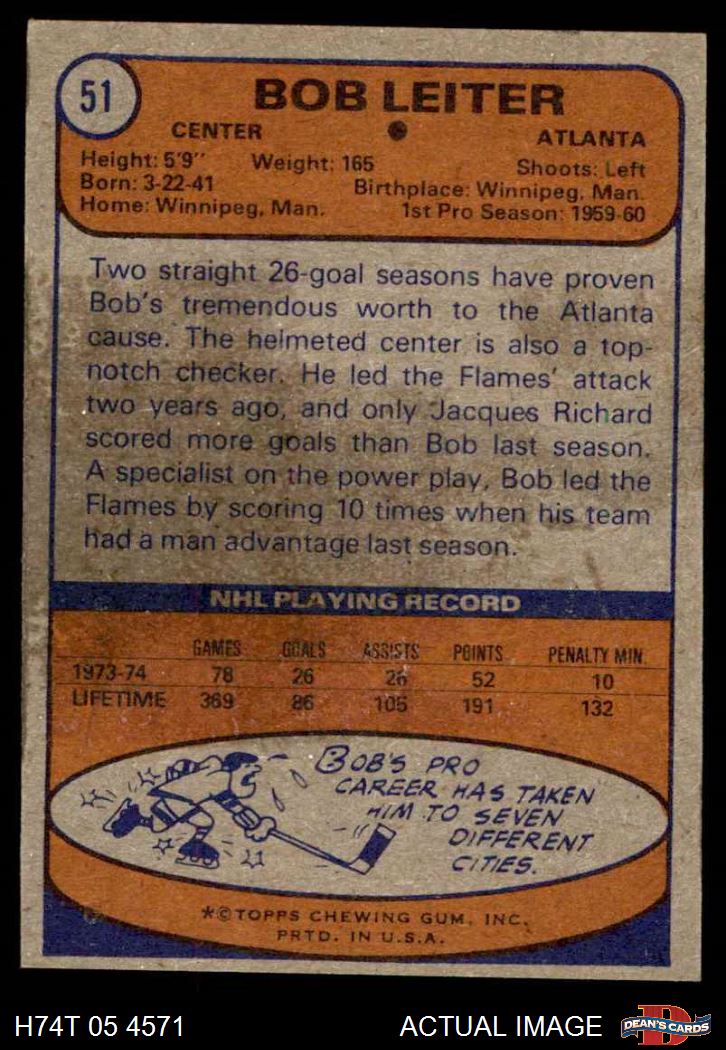 51
BOB LEITER
CENTER ATLANTA
Height: 5'9" Weight: 165 Shoots: Left
Born: 3-22-41 Birthplace: Winnipeg, Man.
Home: Winnipeg, Man. 1st Pro Season: 1959-60
Two straight 26-goal seasons have proven
Bob's tremendous worth to the Atlanta
cause. The helmeted center is also a top-
notch checker. He led the Flames' attack
two years ago, and only Jacques Richard
scored more goals than Bob last season.
A specialist on the power play, Bob led the
Flames by scoring 10 times when his team
had a man advantage last season.
NHL PLAYING RECORD
GAMES GOALS ASSISTS POINTS PENALTY MIN.
1973-74 78 26 26 52 10
LIFETIME 369 86 105 191 132
BOB'S PRO
CAREER HAS TAKEN
HIM TO SEVEN
DIFFERENT
CITIES.
*©TOPPS CHEWING GUM, INC.
PRTD. IN U.S.A.
H74T 05 4571 ACTUAL IMAGE DEAN'S CARDS